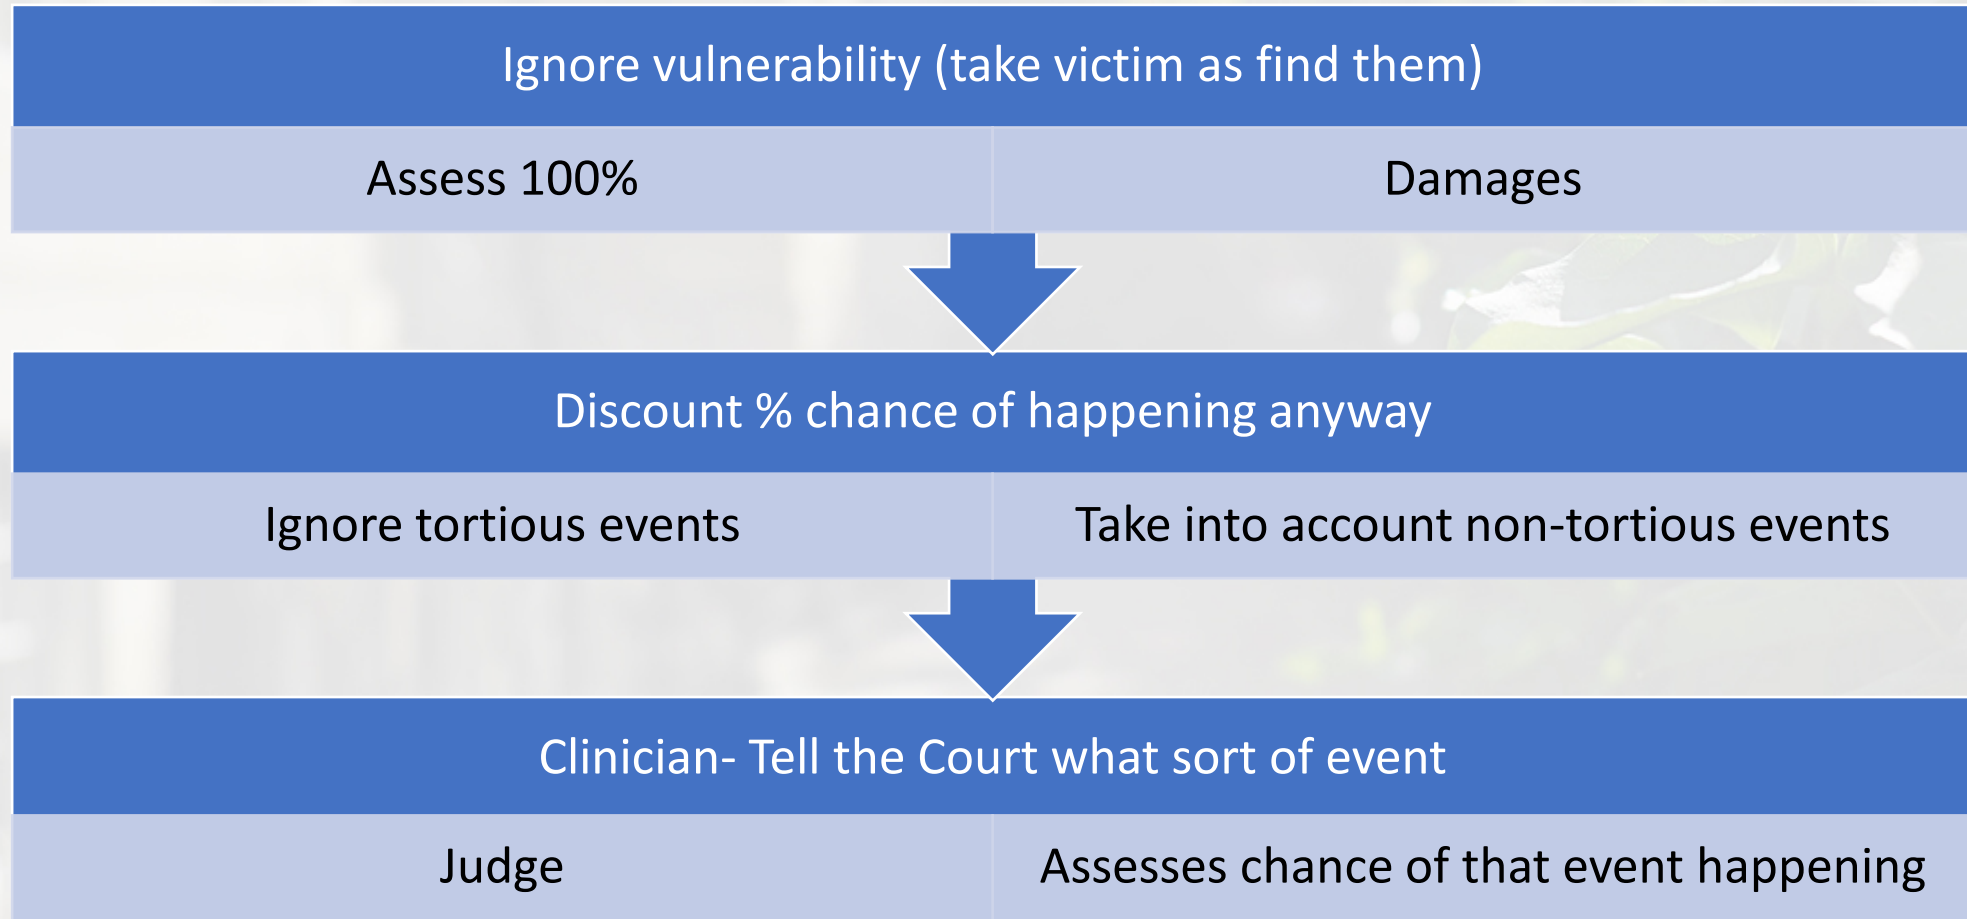 Ignore vulnerability (take victim as find them)
Assess 100%
Damages
Discount % chance of happening anyway
Ignore tortious events
Take into account non-tortious events
Clinician- Tell the Court what sort of event
Judge
Assesses chance of that event happening